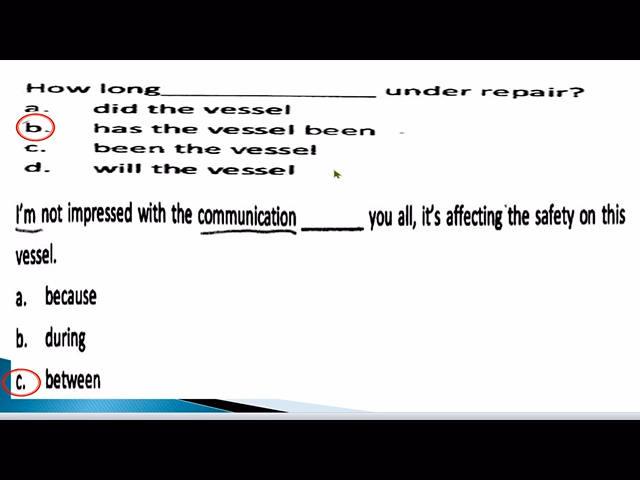 How long________________ under repair?
a. did the vessel
b. has the vessel been
c. been the vessel
d. will the vessel
I'm not impressed with the communication _______ you all, it's affecting the safety on this
vessel.
a. because
b. during
c. between